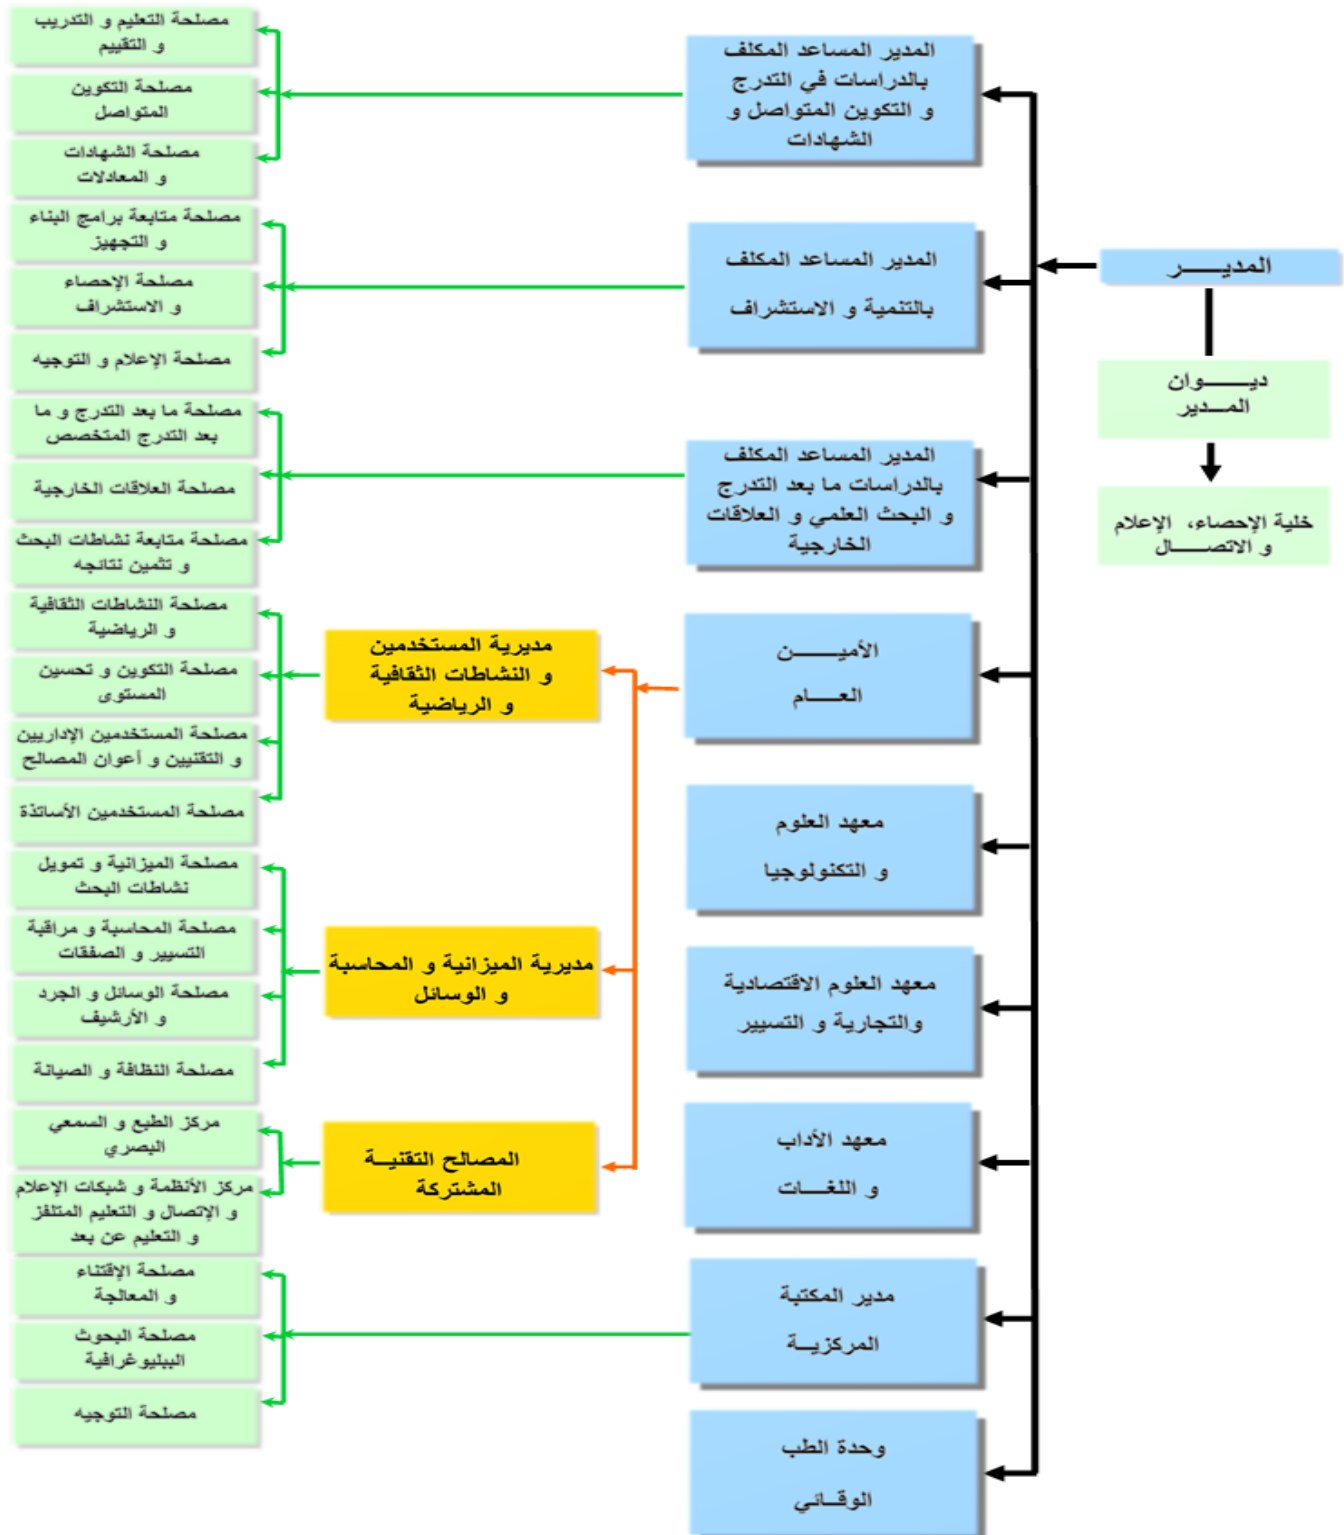 المديـــــر
ديـــــوان
المـــدير
خلية الإحصاء، الإعلام
و الاتصـــــال
المدير المساعد المكلف
بالدراسات في التدرج
و التكوين المتواصل و
الشهادات
مصلحة التعليم و التدريب
و التقييم
مصلحة التكوين
المتواصل
مصلحة الشهادات
و المعادلات
المدير المساعد المكلف
بالتنمية و الاستشراف
مصلحة متابعة برامج البناء
و التجهيز
مصلحة الإحصاء
و الاستشراف
مصلحة الإعلام و التوجيه
المدير المساعد المكلف
بالدراسات ما بعد التدرج
و البحث العلمي و العلاقات
الخارجية
مصلحة ما بعد التدرج و ما
بعد التدرج المتخصص
مصلحة العلاقات الخارجية
مصلحة متابعة نشاطات البحث
و تثمين نتائجه
الأميـــــن
العـــــام
مديرية المستخدمين
و النشاطات الثقافية
و الرياضية
مصلحة النشاطات الثقافية
و الرياضية
مصلحة التكوين و تحسين
المستوى
مصلحة المستخدمين الإداريين
و التقنيين و أعوان المصالح
مصلحة المستخدمين الأساتذة
مديرية الميزانية و المحاسبة
و الوسائل
مصلحة الميزانية و تمويل
نشاطات البحث
مصلحة المحاسبة و مراقبة
التسيير و الصفقات
مصلحة الوسائل و الجرد
و الأرشيف
مصلحة النظافة و الصيانة
المصالح التقنيـــة
المشتركة
مركز الطبع و السمعي
البصري
مركز الأنظمة و شبكات الإعلام
و الإتصال و التعليم المتلفز
و التعليم عن بعد
معهد العلوم
و التكنولوجيا
معهد العلوم الاقتصادية
والتجارية و التسيير
معهد الأداب
و اللغـــات
مدير المكتبة
المركزيـــة
مصلحة الإقتناء
و المعالجة
مصلحة البحوث
الببليوغرافية
مصلحة التوجيه
وحدة الطب
الوقـــائي